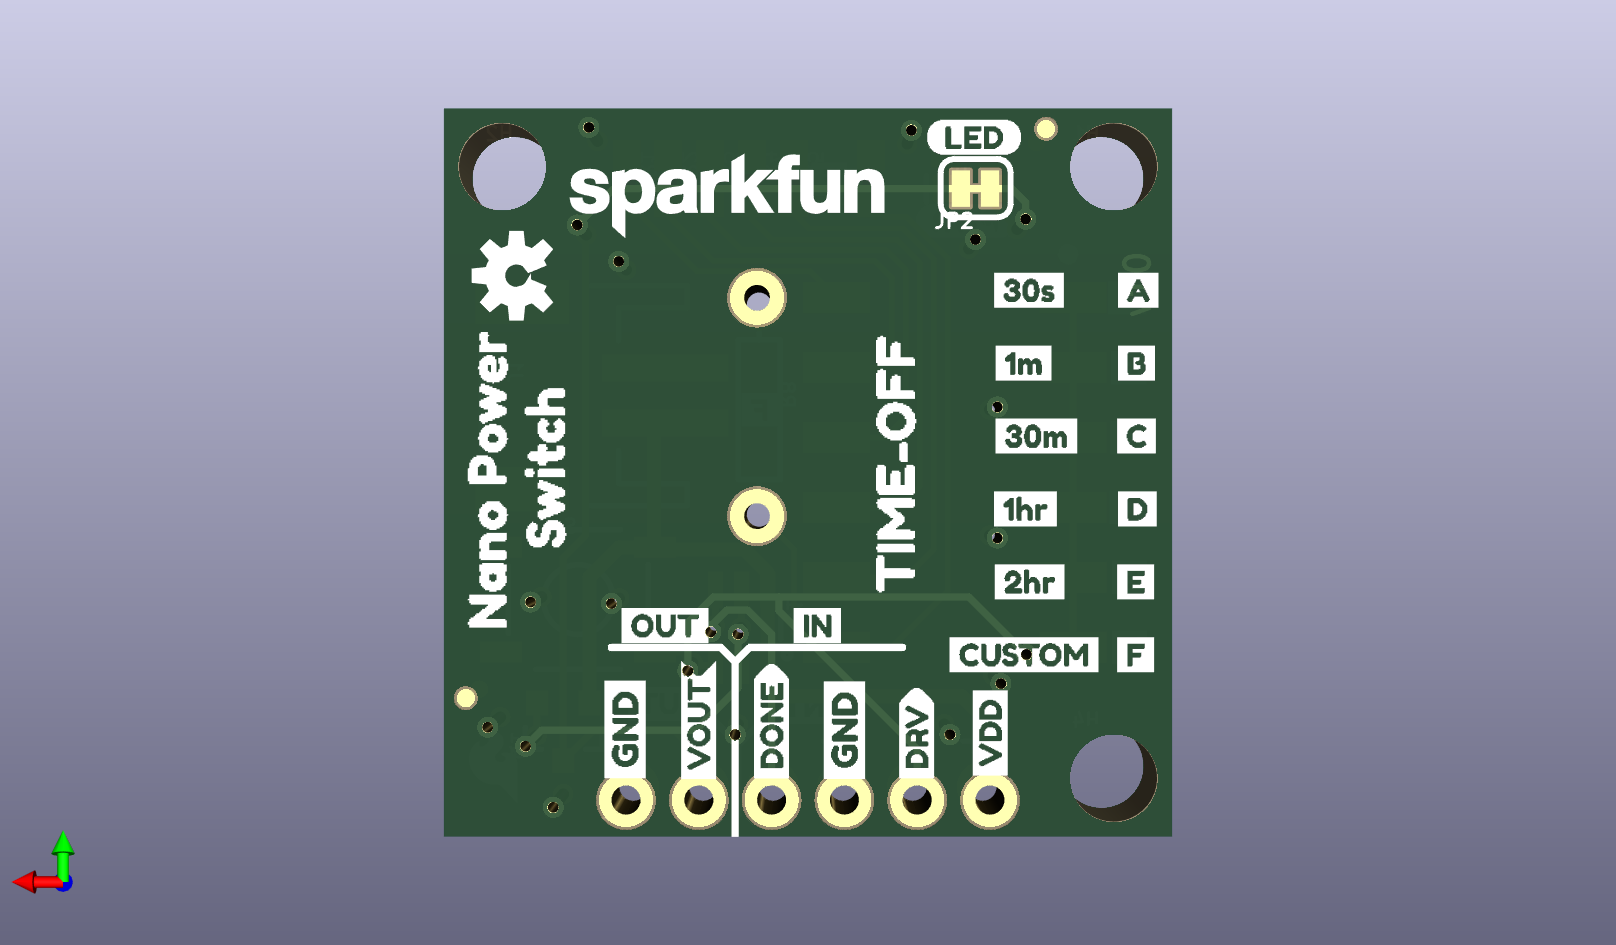 LED
sparkfun
JP2
30s A
1m B
30m C
1hr D
2hr E
CUSTOM F
Nano Power
Switch
TIME-OFF
OUT IN
GND VOUT DONE GND DRV VDD